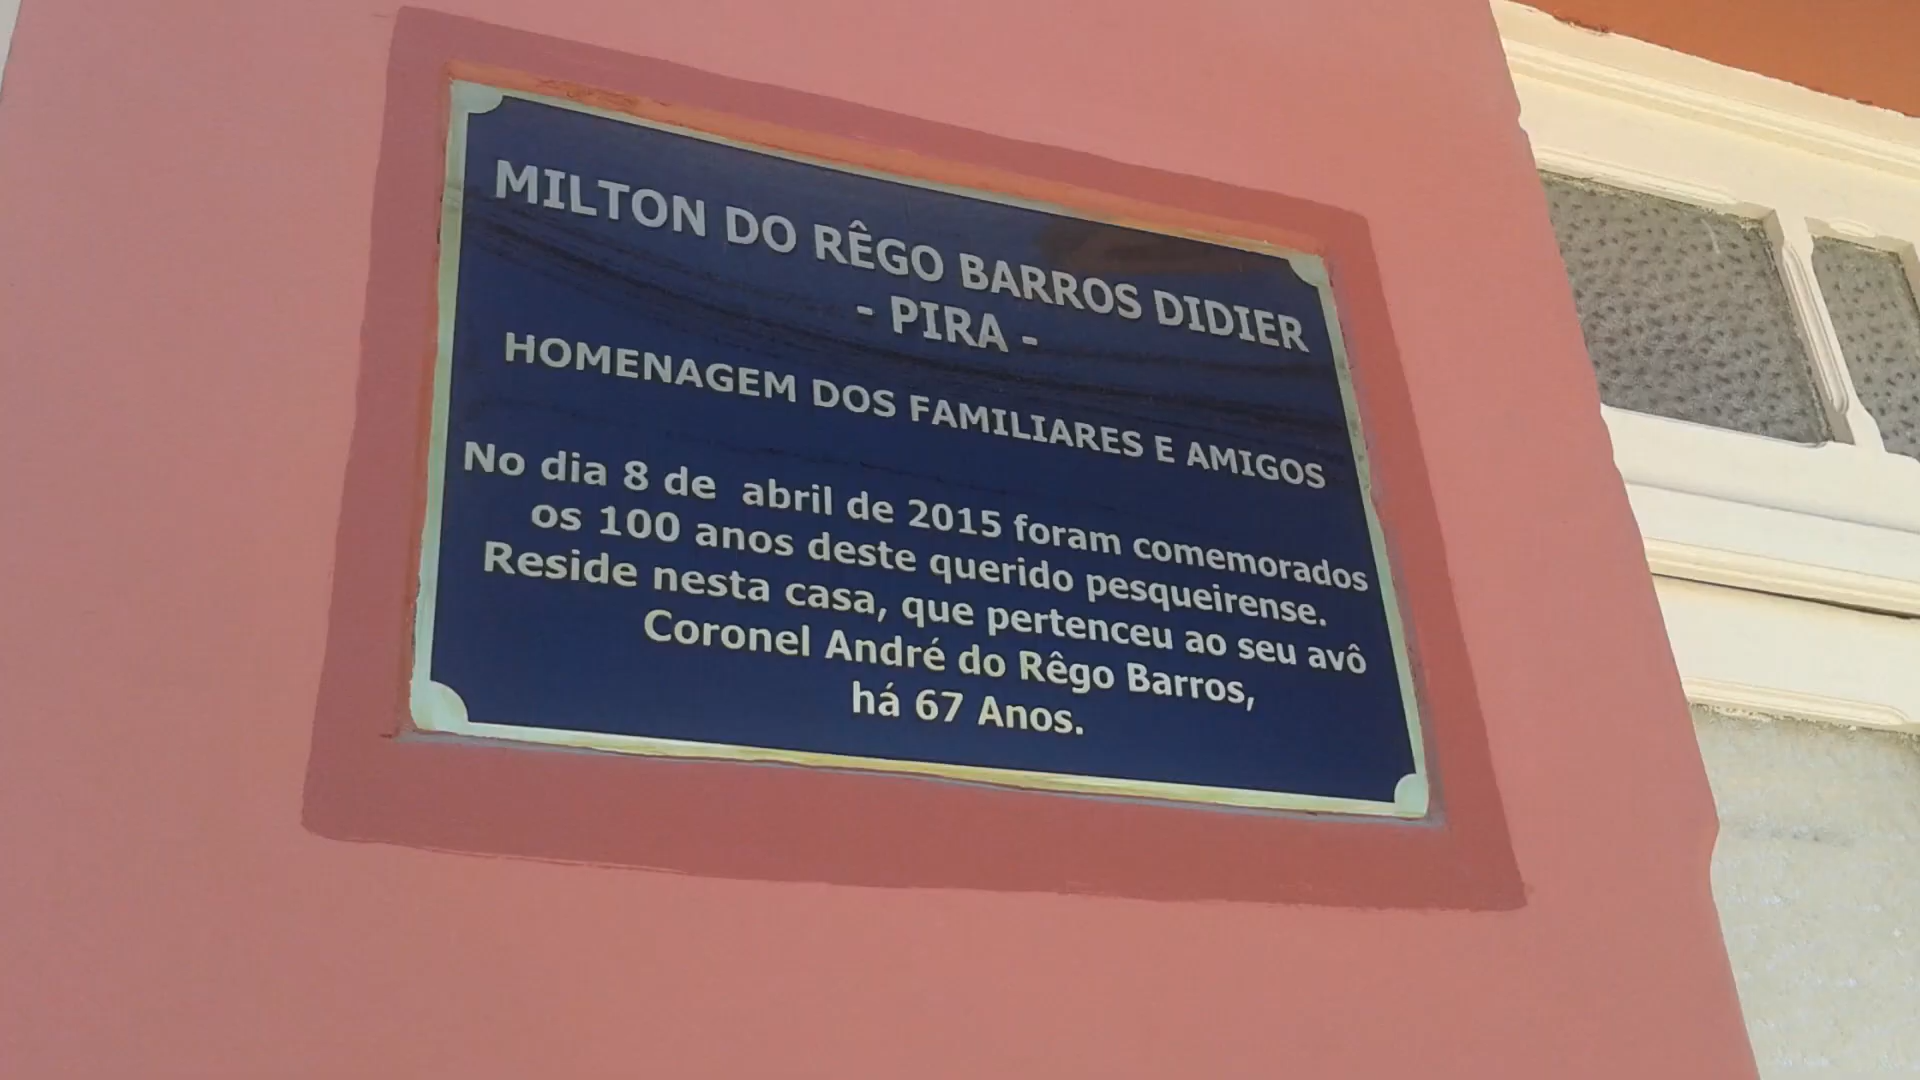 MILTON DO RÊGO BARROS DIDIER
- PIRA -
HOMENAGEM DOS FAMILIARES E AMIGOS
No dia 8 de abril de 2015 foram comemorados
os 100 anos deste querido pesqueirense.
Reside nesta casa, que pertenceu ao seu avô
Coronel André do Rêgo Barros,
há 67 Anos.